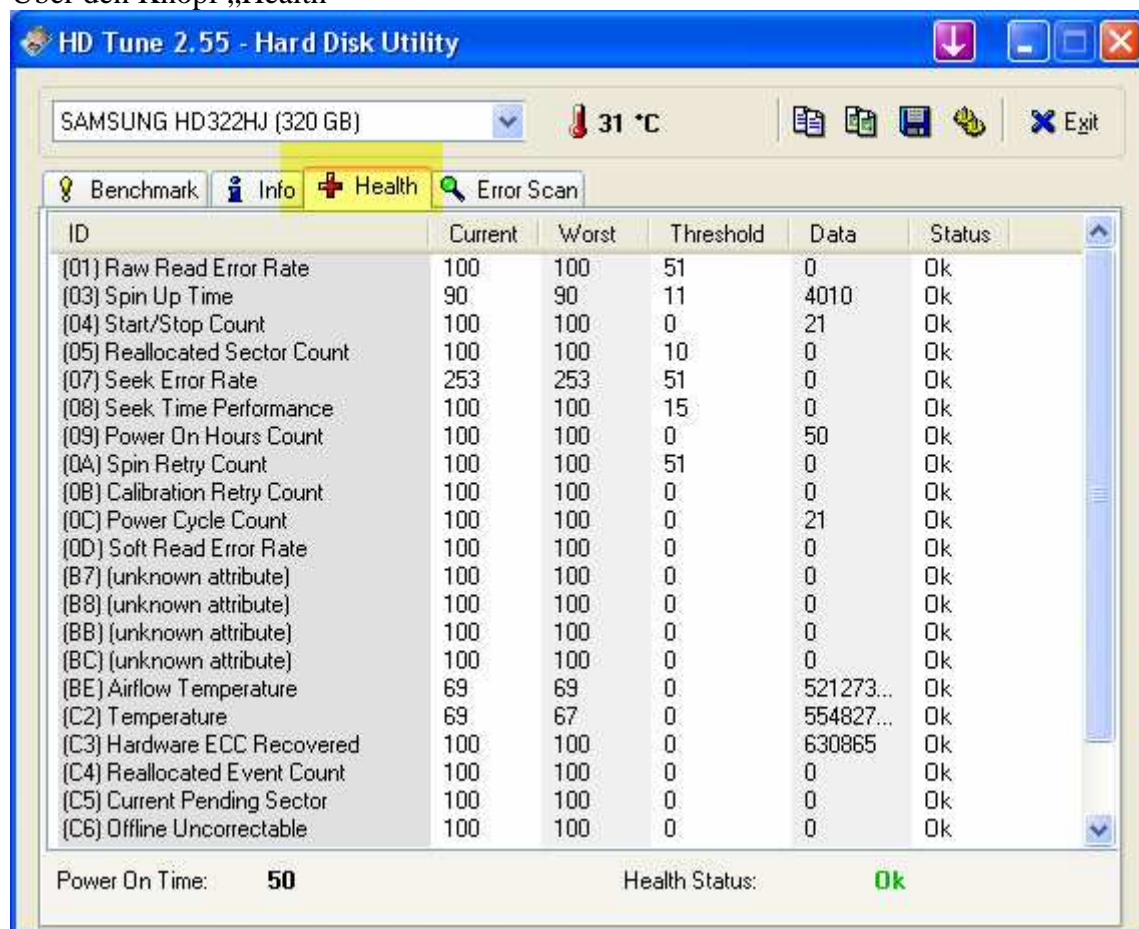 Über den Knopf „Health“
HD Tune 2.55 - Hard Disk Utility
SAMSUNG HD322HJ (320 GB) 31 °C Exit
Benchmark Info Health Error Scan
ID Current Worst Threshold Data Status
(01) Raw Read Error Rate 100 100 51 0 Ok
(03) Spin Up Time 90 90 11 4010 Ok
(04) Start/Stop Count 100 100 0 21 Ok
(05) Reallocated Sector Count 100 100 10 0 Ok
(07) Seek Error Rate 253 253 51 0 Ok
(08) Seek Time Performance 100 100 15 0 Ok
(09) Power On Hours Count 100 100 0 50 Ok
(0A) Spin Retry Count 100 100 51 0 Ok
(0B) Calibration Retry Count 100 100 0 0 Ok
(0C) Power Cycle Count 100 100 0 21 Ok
(0D) Soft Read Error Rate 100 100 0 0 Ok
(B7) (unknown attribute) 100 100 0 0 Ok
(B8) (unknown attribute) 100 100 0 0 Ok
(BB) (unknown attribute) 100 100 0 0 Ok
(BC) (unknown attribute) 100 100 0 0 Ok
(BE) Airflow Temperature 69 69 0 521273... Ok
(C2) Temperature 69 67 0 554827... Ok
(C3) Hardware ECC Recovered 100 100 0 630865 Ok
(C4) Reallocated Event Count 100 100 0 0 Ok
(C5) Current Pending Sector 100 100 0 0 Ok
(C6) Offline Uncorrectable 100 100 0 0 Ok
Power On Time: 50 Health Status: Ok